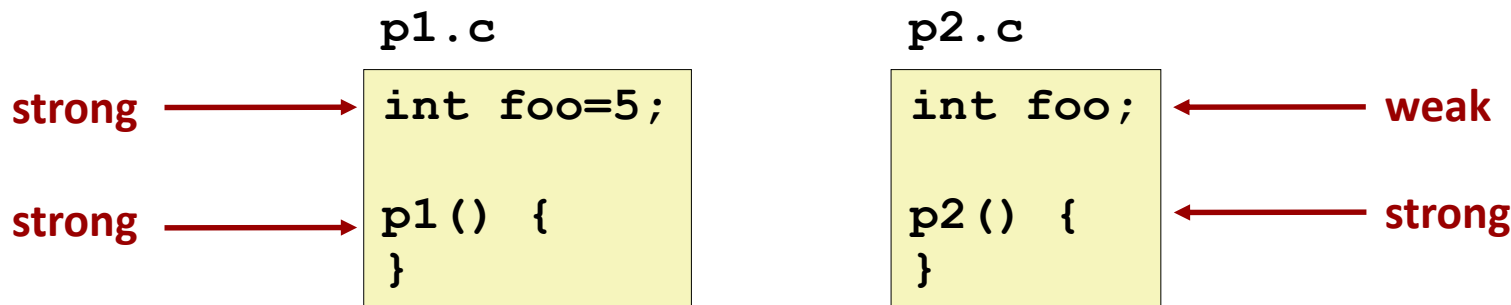 p1.c
p2.c
strong
int foo=5;
int foo;
weak
strong
p1() {
p2() {
strong
}
}